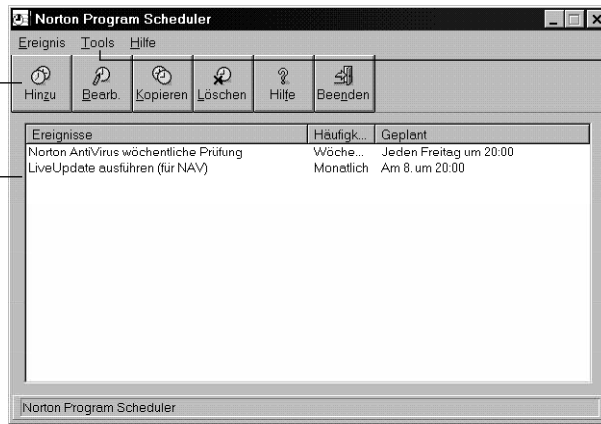 Norton Program Scheduler
Ereignis Tools Hilfe
Hinzu Bearb. Kopieren Löschen Hilfe Beenden
Ereignisse Häufigk... Geplant
Norton AntiVirus wöchentliche Prüfung Wöche... Jeden Freitag um 20:00
LiveUpdate ausführen (für NAV) Monatlich Am 8. um 20:00
Norton Program Scheduler